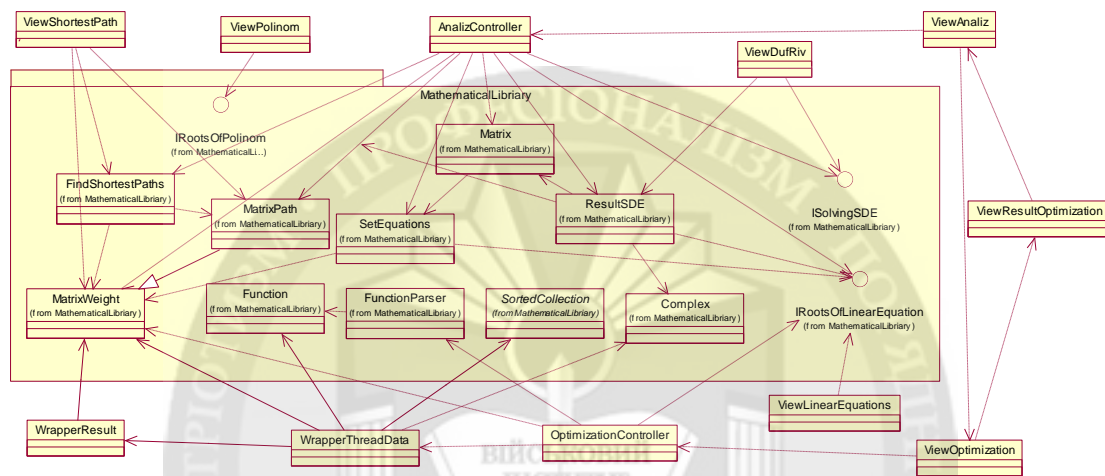 ViewShortestPath
ViewPolinom
AnalizController
ViewAnaliz
ViewDufRiv
MathematicalLibriary
IRootsOfPolinom
(from MathematicalLi...)
Matrix
(from MathematicalLibriary)
FindShortestPaths
(from MathematicalLibriary)
MatrixPath
(from MathematicalLibriary)
SetEquations
(from MathematicalLibriary)
ResultSDE
(from MathematicalLibriary)
ISolvingSDE
(from MathematicalLibriary)
ViewResultOptimization
MatrixWeight
(from MathematicalLibriary)
Function
(from MathematicalLibriary)
FunctionParser
(from MathematicalLibriary)
SortedCollection
(from MathematicalLibriary)
Complex
(from MathematicalLibriary)
IRootsOfLinearEquation
(from MathematicalLibriary)
ViewLinearEquations
WrapperResult
WrapperThreadData
OptimizationController
ViewOptimization
ПРОФЕСІОНАЛІЗМ
ВІЙСЬКОВИЙ